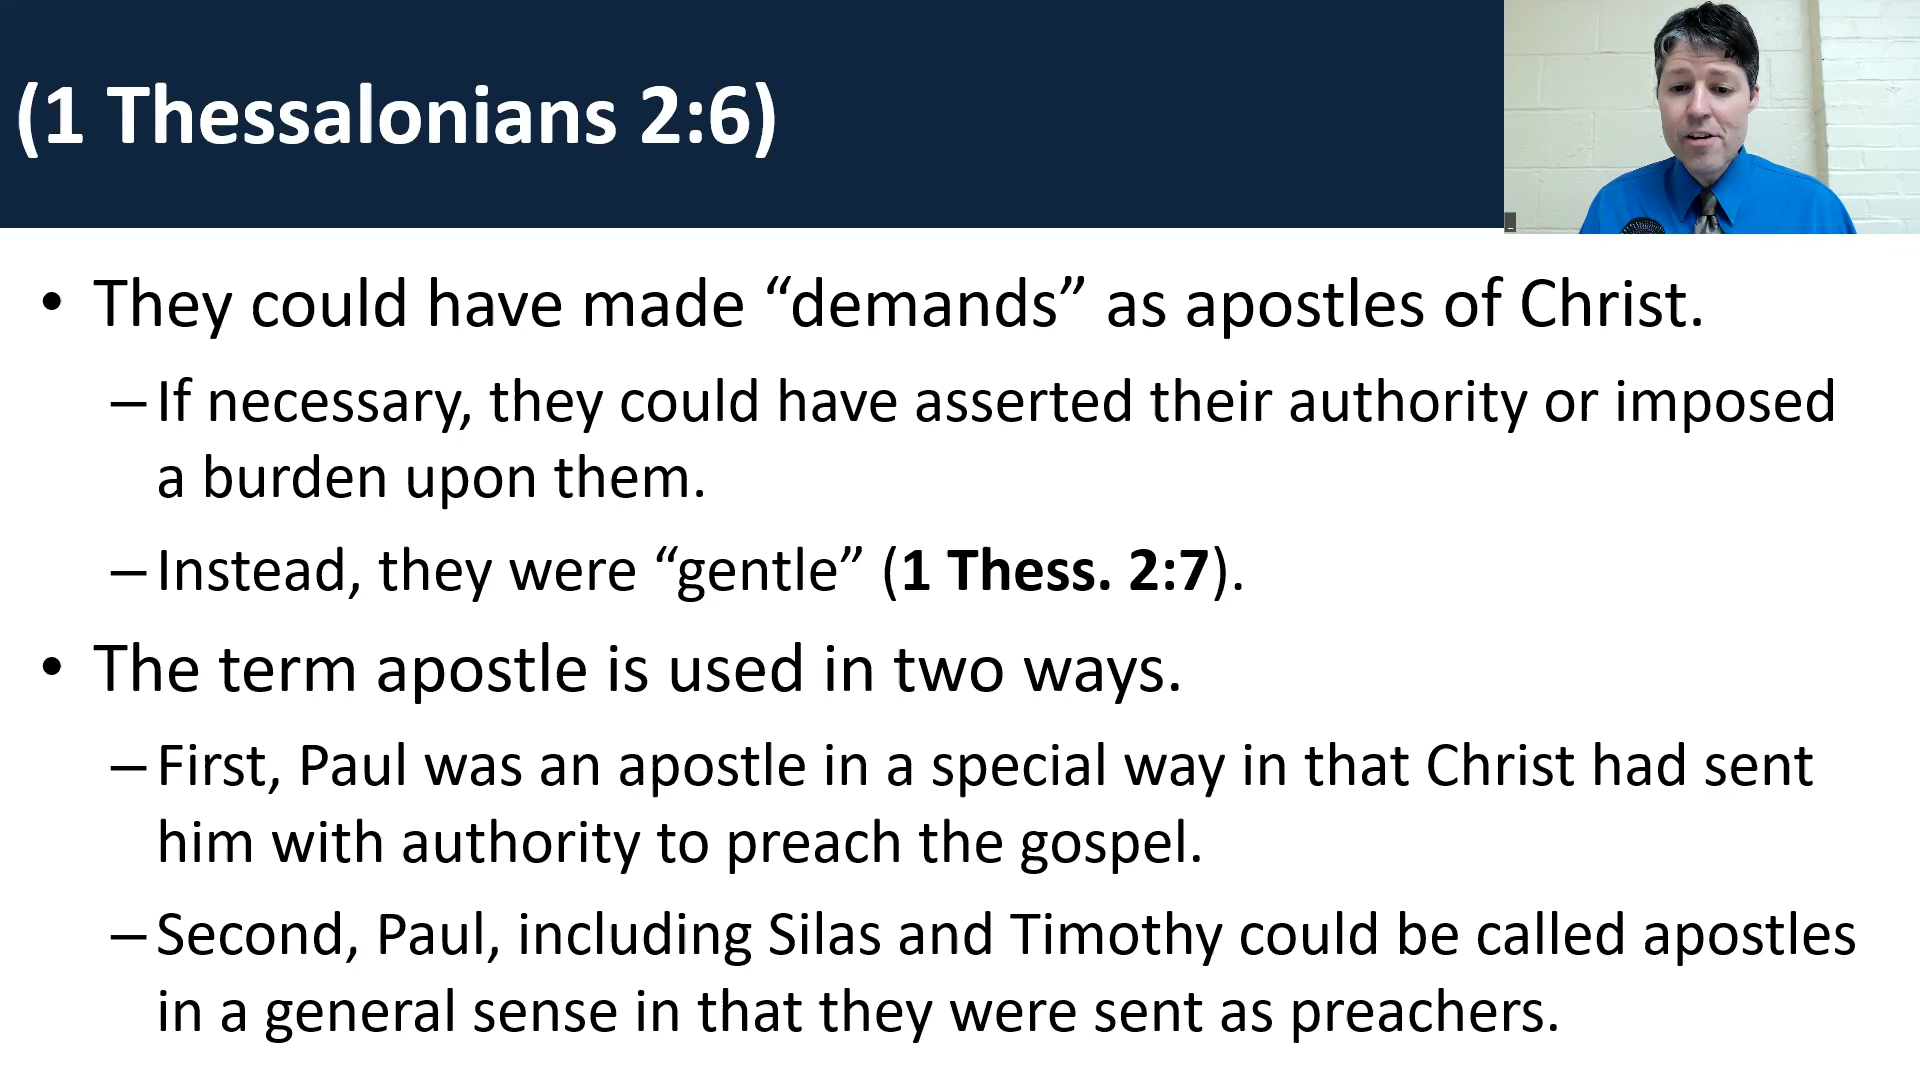 (1 Thessalonians 2:6)
• They could have made “demands” as apostles of Christ.
– If necessary, they could have asserted their authority or imposed
a burden upon them.
– Instead, they were “gentle” (1 Thess. 2:7).
• The term apostle is used in two ways.
– First, Paul was an apostle in a special way in that Christ had sent
him with authority to preach the gospel.
– Second, Paul, including Silas and Timothy could be called apostles
in a general sense in that they were sent as preachers.